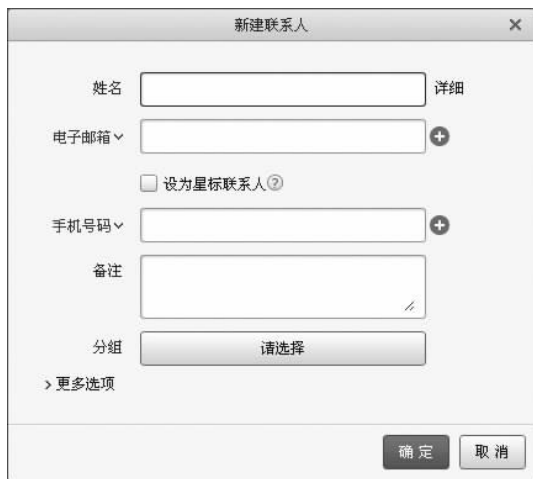 新建联系人
姓名 详细
电子邮箱
设为星标联系人
手机号码
备注
分组 请选择
更多选项
确定 取消